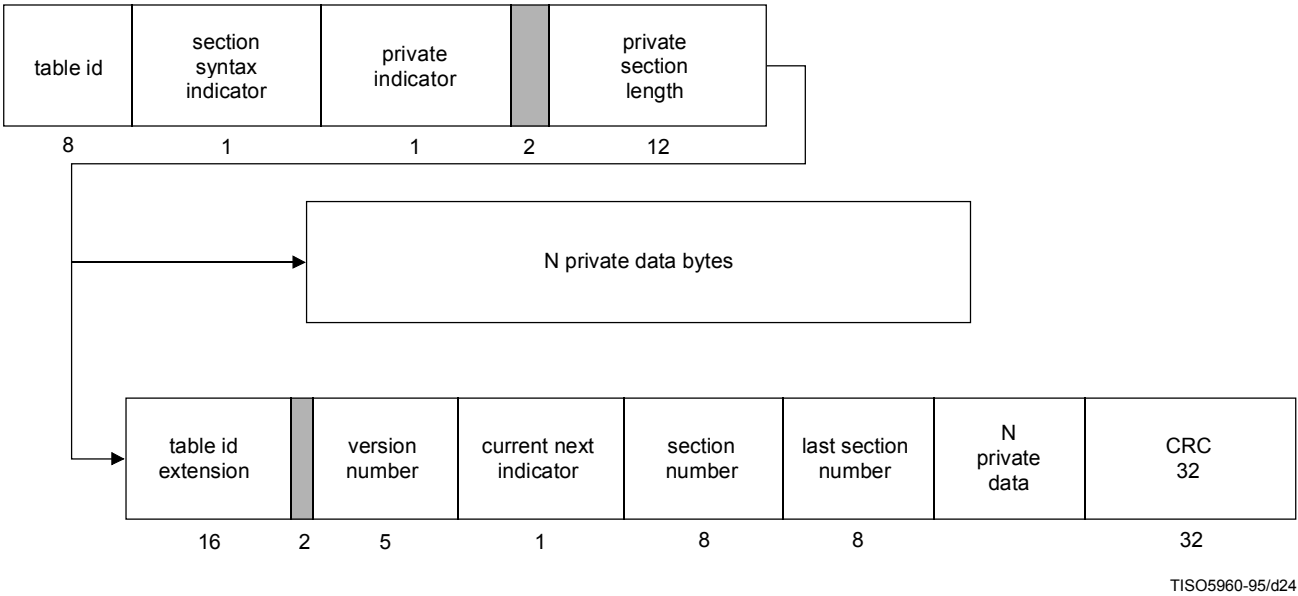 table id
section
syntax
indicator
private
indicator
private
section
length
8
1
1
2
12
N private data bytes
table id
extension
version
number
current next
indicator
section
number
last section
number
N
private
data
CRC
32
16
2
5
1
8
8
32
TISO5960-95/d24